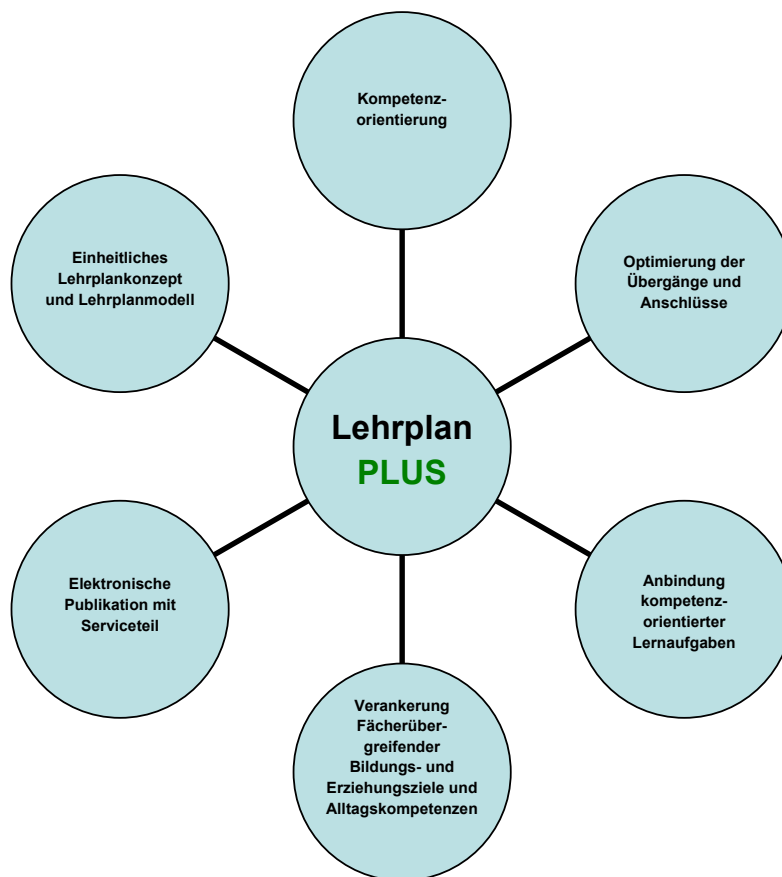 Kompetenz-
orientierung
Einheitliches
Lehrplankonzept
und Lehrplanmodell
Optimierung der
Übergänge und
Anschlüsse
Lehrplan
PLUS
Elektronische
Publikation mit
Serviceteil
Anbindung
kompetenz-
orientierter
Lernaufgaben
Verankerung
Fächerüber-
greifender
Bildungs- und
Erziehungsziele und
Alltagskompetenzen